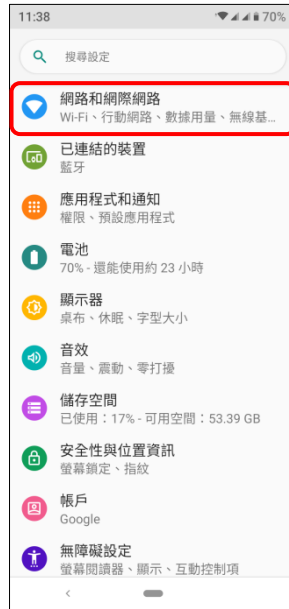 11:38
70%
搜尋設定
網路和網際網路
Wi-Fi、行動網路、數據用量、無線基...
已連結的裝置
藍牙
應用程式和通知
權限、預設應用程式
電池
70% - 還能使用約 23 小時
顯示器
桌布、休眠、字型大小
音效
音量、震動、零打擾
儲存空間
已使用：17% - 可用空間：53.39 GB
安全性與位置資訊
螢幕鎖定、指紋
帳戶
Google
無障礙設定
螢幕閱讀器、顯示、互動控制項